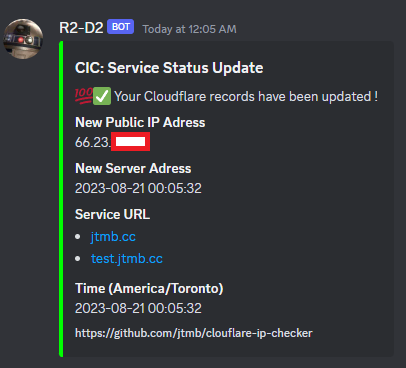 R2-D2 BOT Today at 12:05 AM
CIC: Service Status Update
💯✅ Your Cloudflare records have been updated !
New Public IP Adress
66.23.
New Server Adress
2023-08-21 00:05:32
Service URL
• jtmb.cc
• test.jtmb.cc
Time (America/Toronto)
2023-08-21 00:05:32
https://github.com/jtmb/clouflare-ip-checker